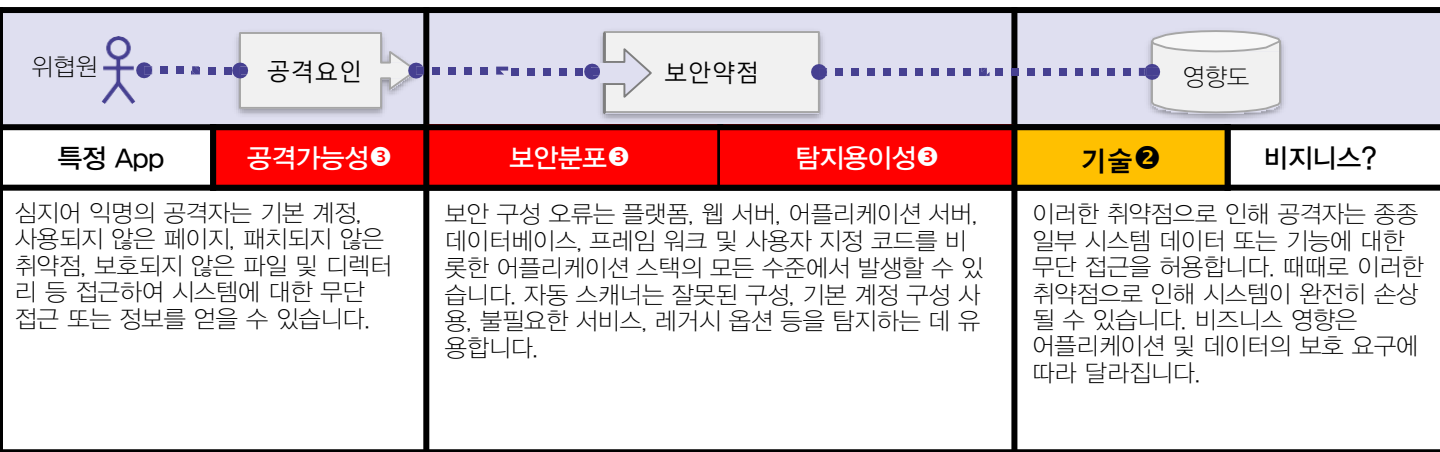 위협원
공격요인
보안약점
영향도
특정 App
공격가능성❸
보안분포❸
탐지용이성❸
기술❷
비지니스?
심지어 익명의 공격자는 기본 계정,
사용되지 않은 페이지, 패치되지 않은
취약점, 보호되지 않은 파일 및 디렉터
리 등 접근하여 시스템에 대한 무단
접근 또는 정보를 얻을 수 있습니다.
보안 구성 오류는 플랫폼, 웹 서버, 어플리케이션 서버,
데이터베이스, 프레임 워크 및 사용자 지정 코드를 비
롯한 어플리케이션 스택의 모든 수준에서 발생할 수 있
습니다. 자동 스캐너는 잘못된 구성, 기본 계정 구성 사
용, 불필요한 서비스, 레거시 옵션 등을 탐지하는 데 유
용합니다.
이러한 취약점으로 인해 공격자는 종종
일부 시스템 데이터 또는 기능에 대한
무단 접근을 허용합니다. 때때로 이러한
취약점으로 인해 시스템이 완전히 손상
될 수 있습니다. 비즈니스 영향은
어플리케이션 및 데이터의 보호 요구에
따라 달라집니다.